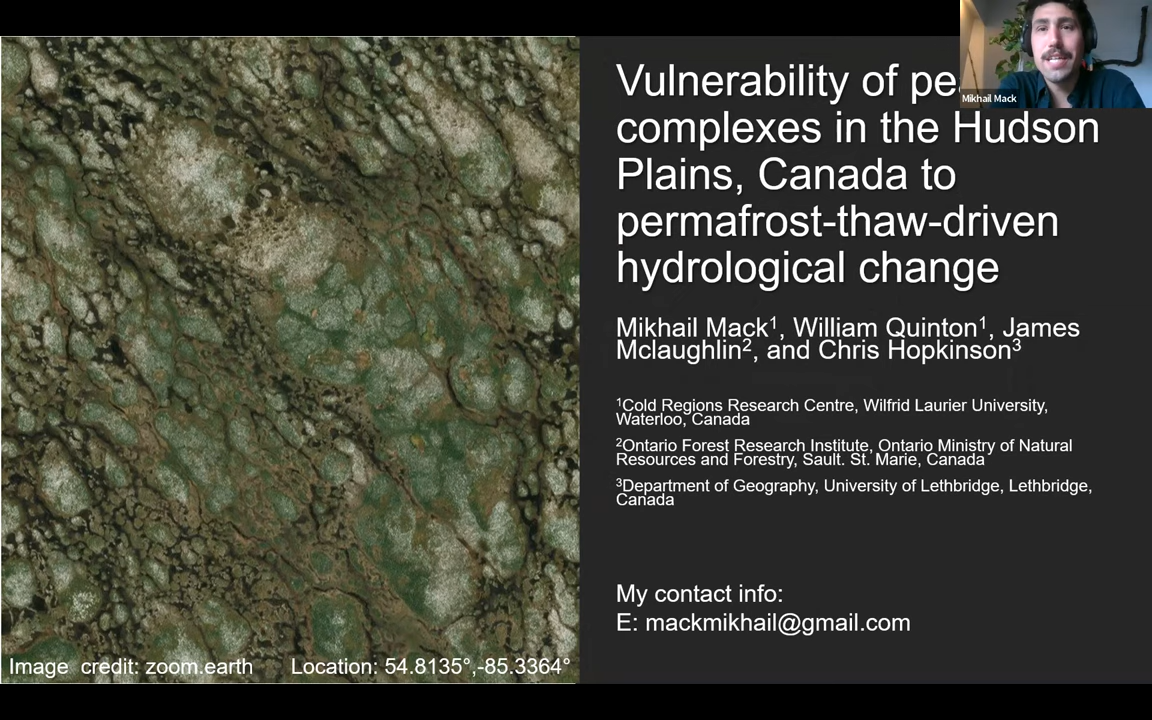 Vulnerability of
complexes in the Hudson
Plains, Canada to
permafrost-thaw-driven
hydrological change
Mikhail Mack
Mikhail Mack¹, William Quinton¹, James
Mclaughlin², and Chris Hopkinson³
¹Cold Regions Research Centre, Wilfrid Laurier University,
Waterloo, Canada
²Ontario Forest Research Institute, Ontario Ministry of Natural
Resources and Forestry, Sault. St. Marie, Canada
³Department of Geography, University of Lethbridge, Lethbridge,
Canada
My contact info:
E: mackmikhail@gmail.com
Image credit: zoom.earth Location: 54.8135°,-85.3364°